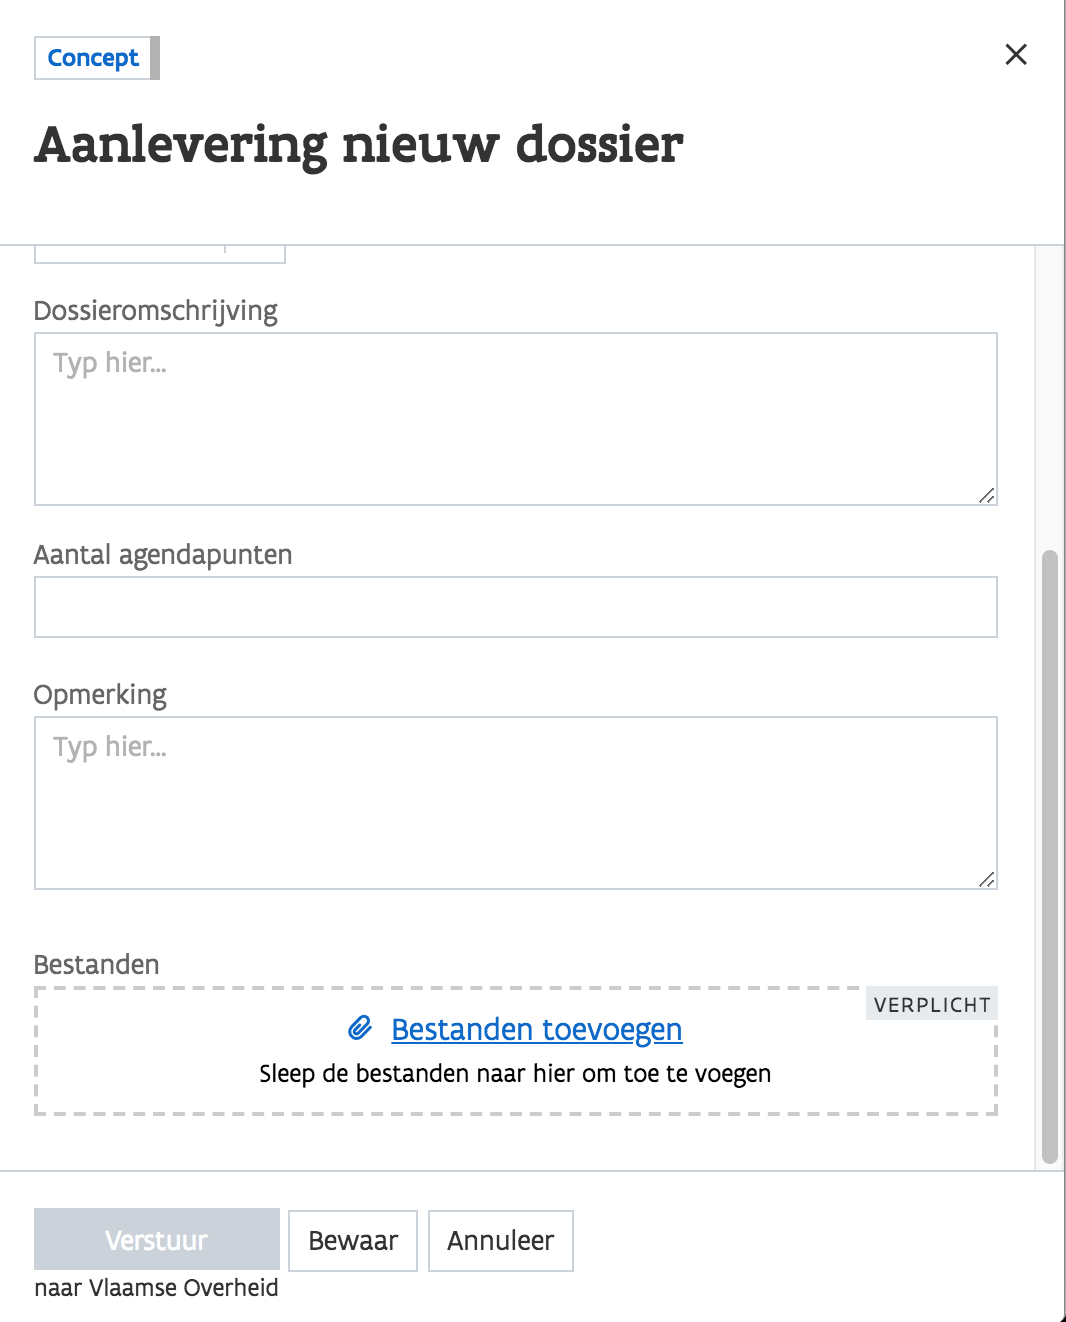 Concept
Aanlevering nieuw dossier
Dossieromschrijving
Typ hier...
Aantal agendapunten
Opmerking
Typ hier...
Bestanden
VERPLICHT
Bestanden toevoegen
Sleep de bestanden naar hier om toe te voegen
Verstuur
Bewaar
Annuleer
naar Vlaamse Overheid